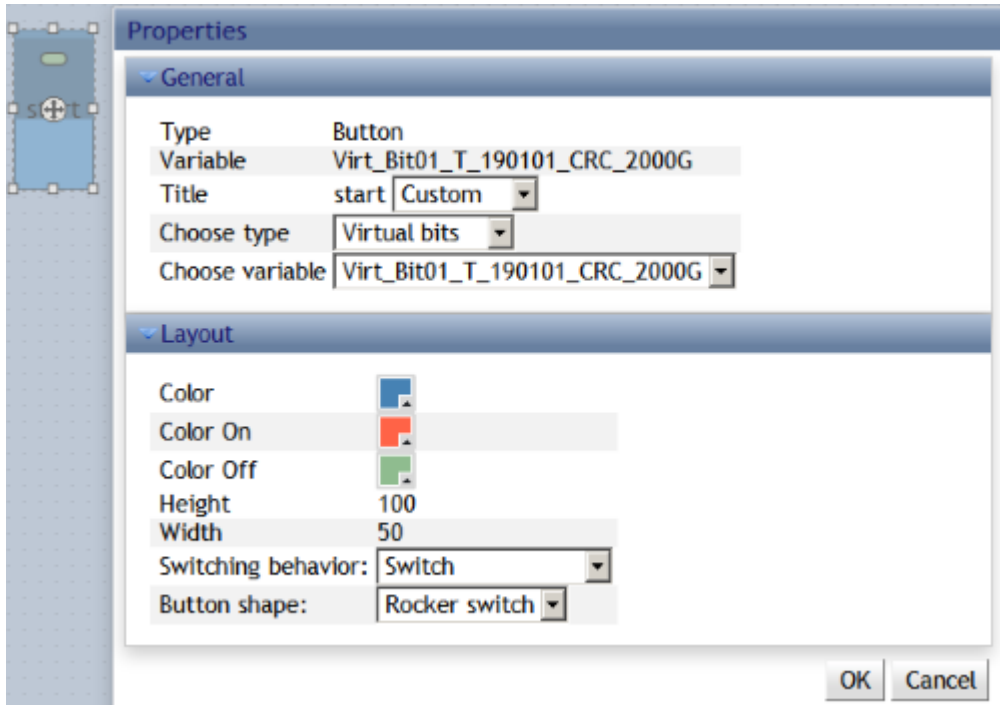 Properties
General
start
Type Button
Variable Virt_Bit01_T_190101_CRC_2000G
Title start Custom
Choose type Virtual bits
Choose variable Virt_Bit01_T_190101_CRC_2000G
Layout
Color
Color On
Color Off
Height 100
Width 50
Switching behavior: Switch
Button shape: Rocker switch
OK Cancel